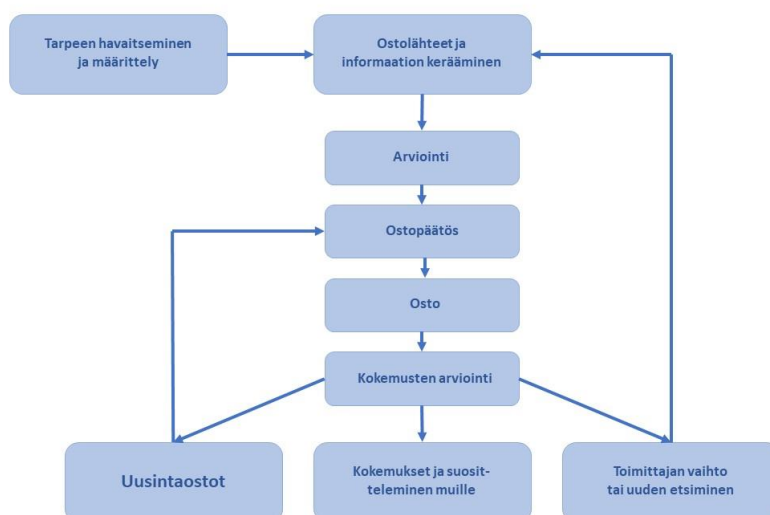 Tarpeen havaitseminen
ja määrittely
Ostolähteet ja
informaation kerääminen
Arviointi
Ostopäätös
Osto
Kokemusten arviointi
Uusintaostot
Kokemukset ja suosit-
teleminen muille
Toimittajan vaihto
tai uuden etsiminen